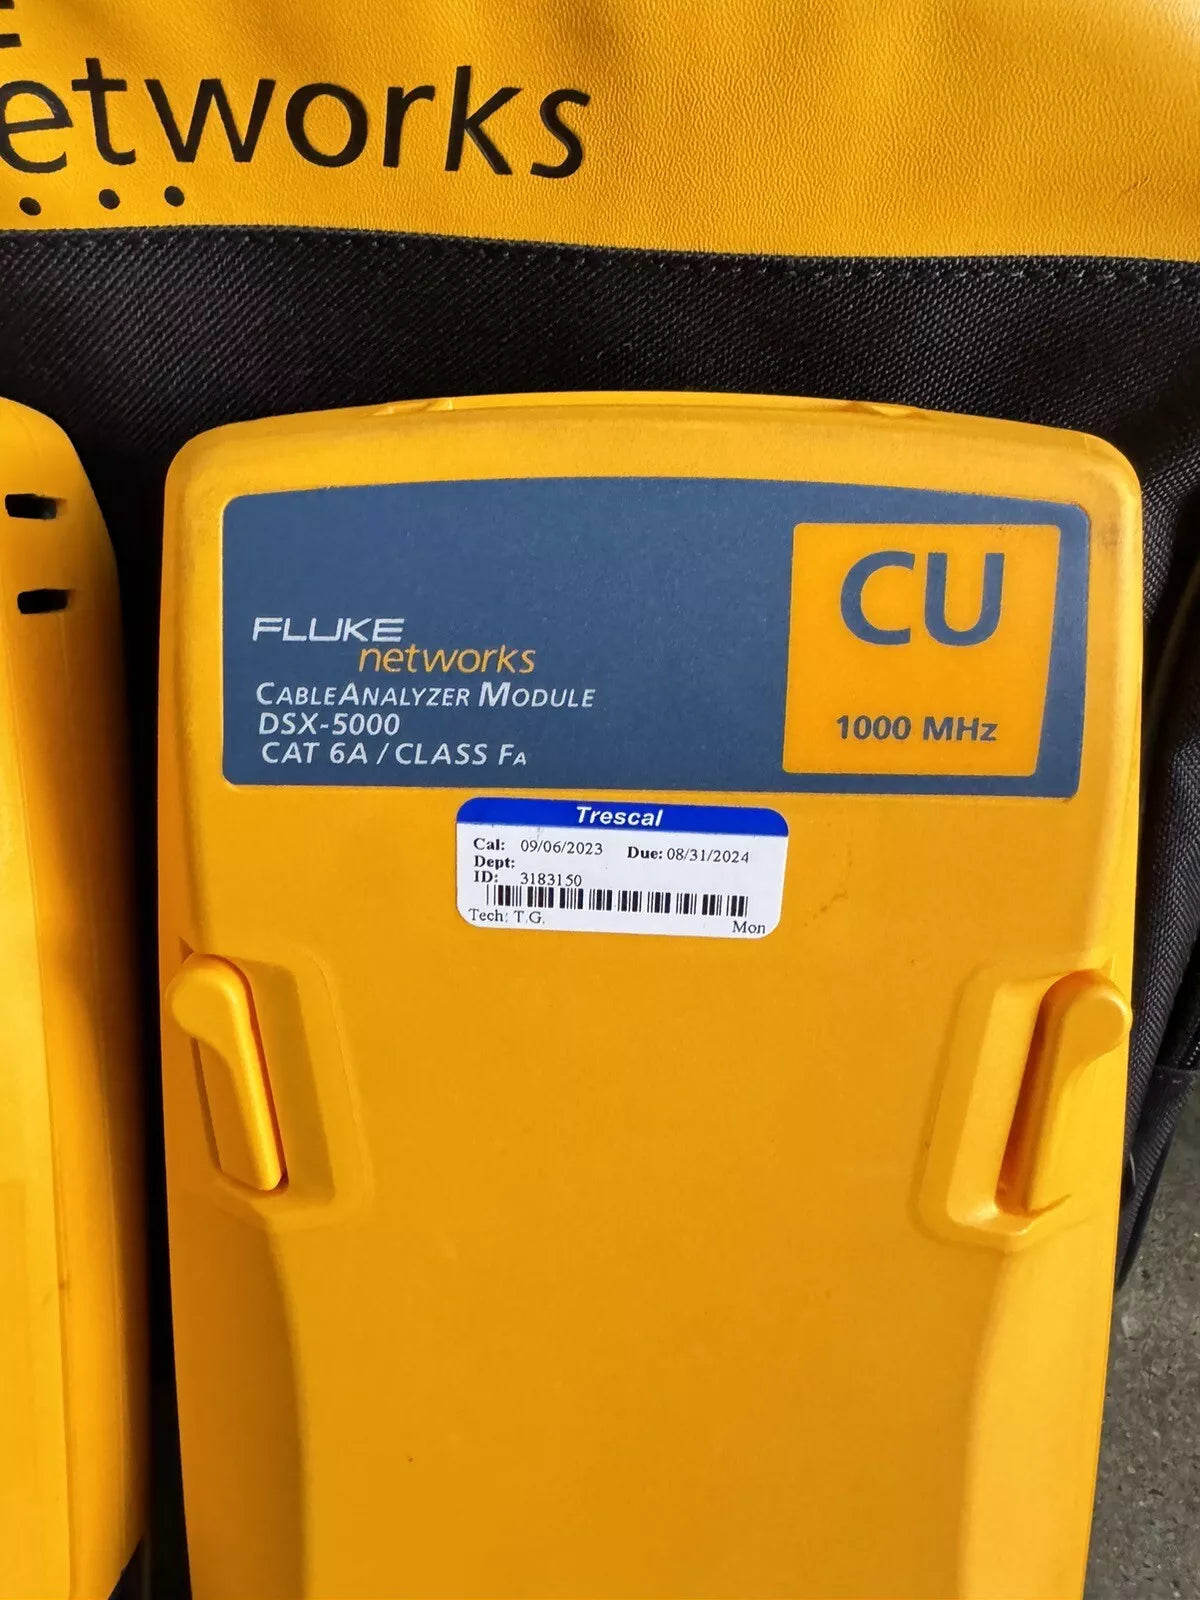 networks
CU
1000 MHz
FLUKE
networks
CABLEANALYZER MODULE
DSX-5000
CAT 6A / CLASS FA
Trescal
Cal: 09/06/2023 Due: 08/31/2024
Dept:
ID: 3183150
Tech: T.G. Mon